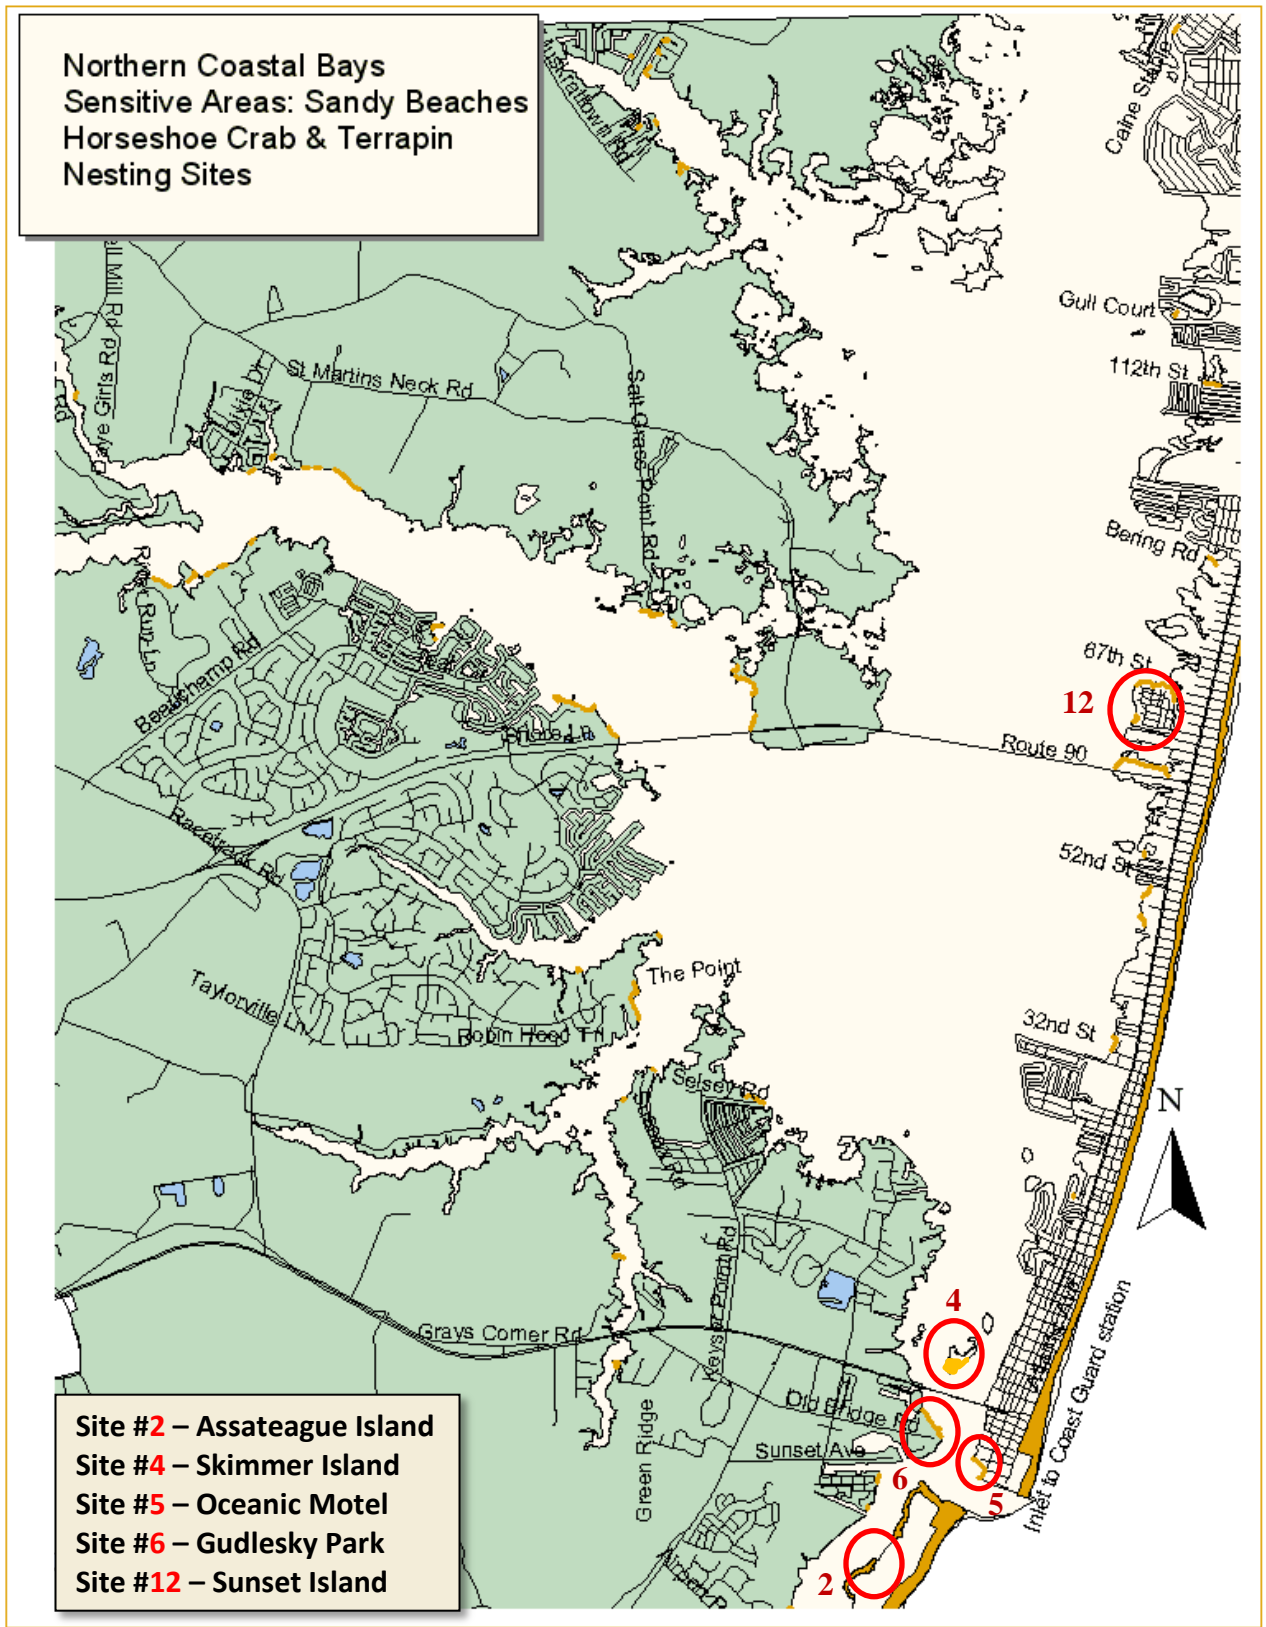 Northern Coastal Bays
Sensitive Areas: Sandy Beaches
Horseshoe Crab & Terrapin
Nesting Sites
Gull Court
112th St
St Martins Neck Rd
Dixie Dr
Salt Grass Point Rd
Bering Rd
67th St
12
Beauchamp Rd
Route 90
Racetrack Rd
52nd St
The Point
Taylorville Ln
Robin Hood Trl
32nd St
Selsey Rd
N
Keyser Point Rd
4
Grays Corner Rd
Old Bridge Rd
Sunset Ave
Green Ridge
6
5
Inlet to Coast Guard station
2
Site #2 – Assateague Island
Site #4 – Skimmer Island
Site #5 – Oceanic Motel
Site #6 – Gudlesky Park
Site #12 – Sunset Island